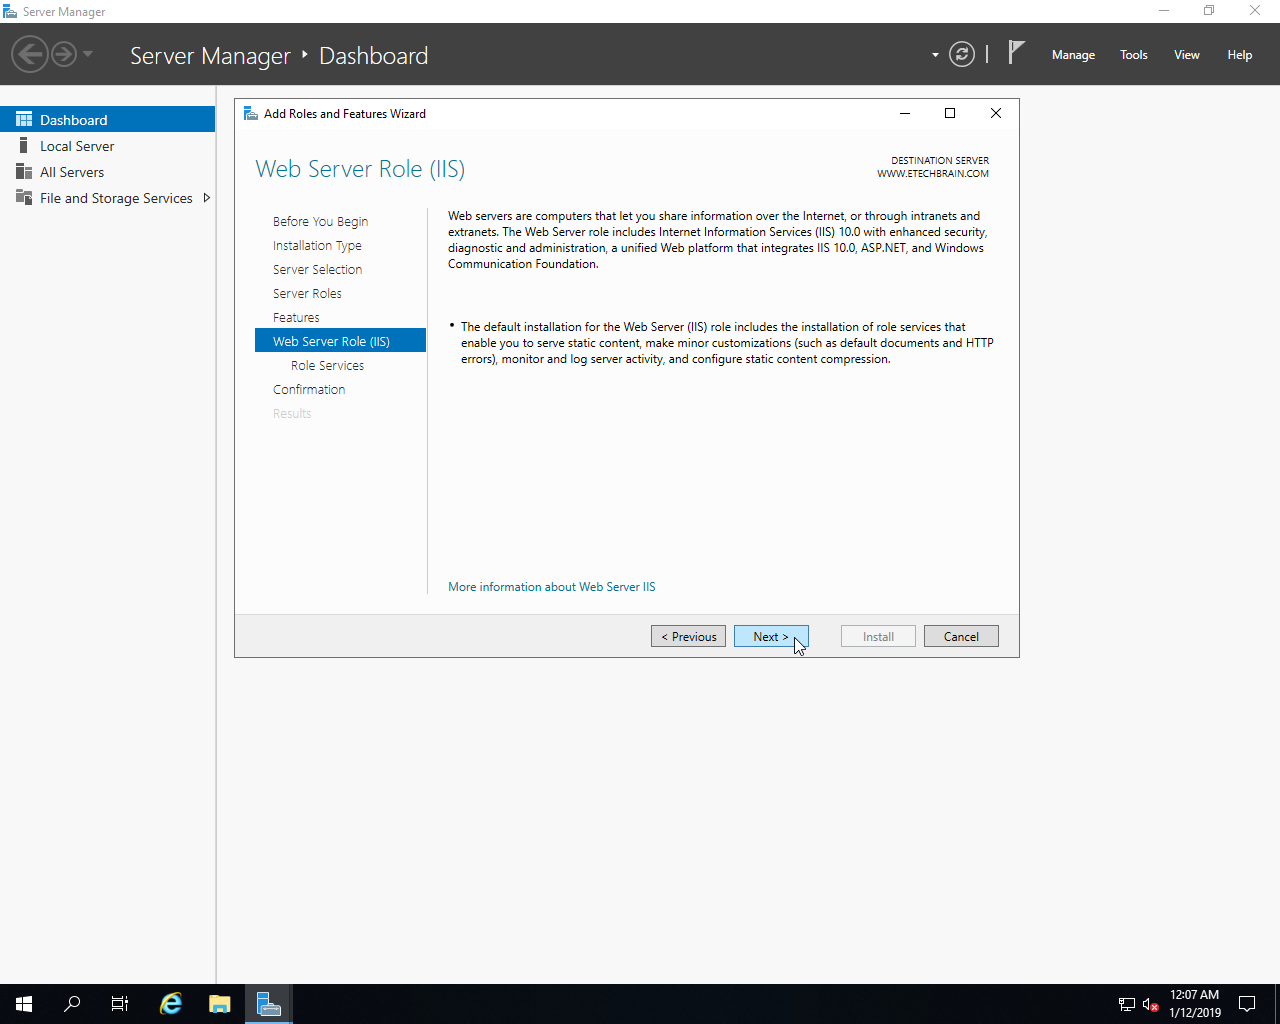 Server Manager
Server Manager ‣ Dashboard
Manage
Tools
View
Help
Dashboard
Local Server
All Servers
File and Storage Services
Add Roles and Features Wizard
Web Server Role (IIS)
DESTINATION SERVER
WWW.ETECHBRAIN.COM
Before You Begin
Installation Type
Server Selection
Server Roles
Features
Web Server Role (IIS)
Role Services
Confirmation
Results
Web servers are computers that let you share information over the Internet, or through intranets and
extranets. The Web Server role includes Internet Information Services (IIS) 10.0 with enhanced security,
diagnostic and administration, a unified Web platform that integrates IIS 10.0, ASP.NET, and Windows
Communication Foundation.
• The default installation for the Web Server (IIS) role includes the installation of role services that
enable you to serve static content, make minor customizations (such as default documents and HTTP
errors), monitor and log server activity, and configure static content compression.
More information about Web Server IIS
< Previous
Next >
Install
Cancel
12:07 AM
1/12/2019